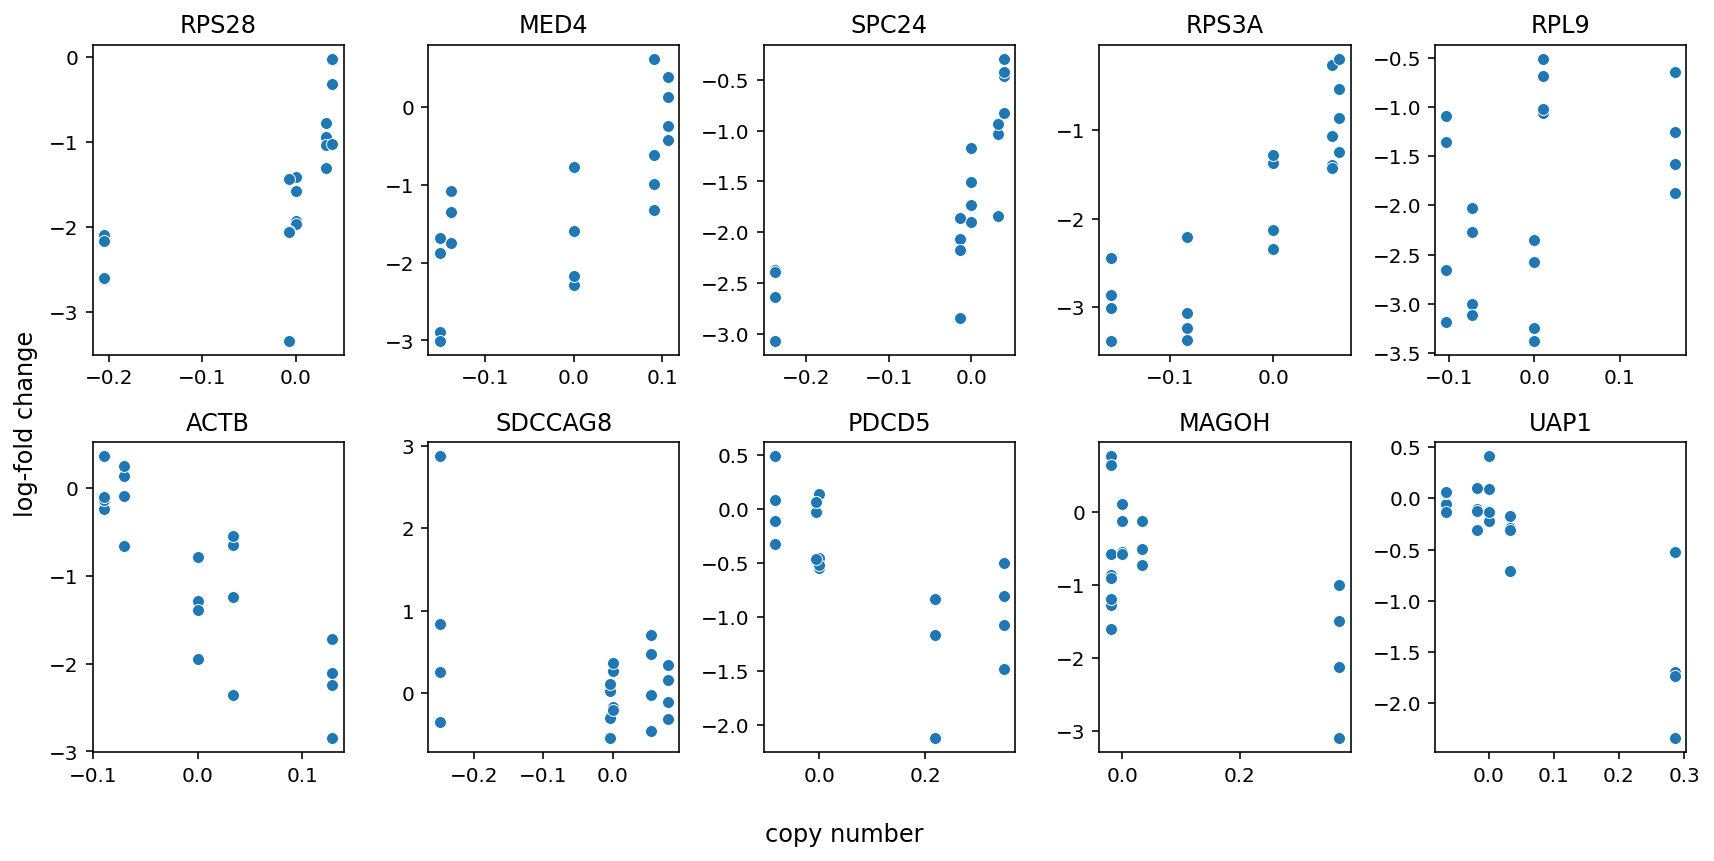 RPS28 MED4 SPC24 RPS3A RPL9
0 −1 −2 −3
0 −1 −2 −3
−0.5 −1.0 −1.5 −2.0 −2.5 −3.0
−1 −2 −3
−0.5 −1.0 −1.5 −2.0 −2.5 −3.0 −3.5
−0.2 −0.1 0.0
−0.1 0.0 0.1
−0.2 −0.1 0.0
−0.1 0.0
−0.1 0.0 0.1
log-fold change
ACTB SDCCAG8 PDCD5 MAGOH UAP1
0 −1 −2 −3
3 2 1 0
0.5 0.0 −0.5 −1.0 −1.5 −2.0
0 −1 −2 −3
0.5 0.0 −0.5 −1.0 −1.5 −2.0
−0.1 0.0 0.1
−0.2 −0.1 0.0
0.0 0.2
0.0 0.2
0.0 0.1 0.2 0.3
copy number